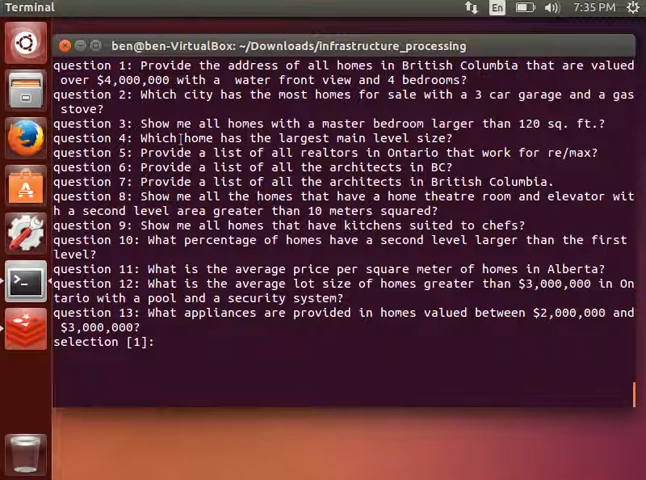 Terminal
En
7:35 PM
ben@ben-VirtualBox: ~/Downloads/infrastructure_processing
question 1: Provide the address of all homes in British Columbia that are valued
over $4,000,000 with a  water front view and 4 bedrooms?
question 2: Which city has the most homes for sale with a 3 car garage and a gas
stove?
question 3: Show me all homes with a master bedroom larger than 120 sq. ft.?
question 4: Which home has the largest main level size?
question 5: Provide a list of all realtors in Ontario that work for re/max?
question 6: Provide a list of all the architects in BC?
question 7: Provide a list of all the architects in British Columbia.
question 8: Show me all the homes that have a home theatre room and elevator wit
h a second level area greater than 10 meters squared?
question 9: Show me all homes that have kitchens suited to chefs?
question 10: What percentage of homes have a second level larger than the first
level?
question 11: What is the average price per square meter of homes in Alberta?
question 12: What is the average lot size of homes greater than $3,000,000 in On
tario with a pool and a security system?
question 13: What appliances are provided in homes valued between $2,000,000 and
$3,000,000?
selection [1]: